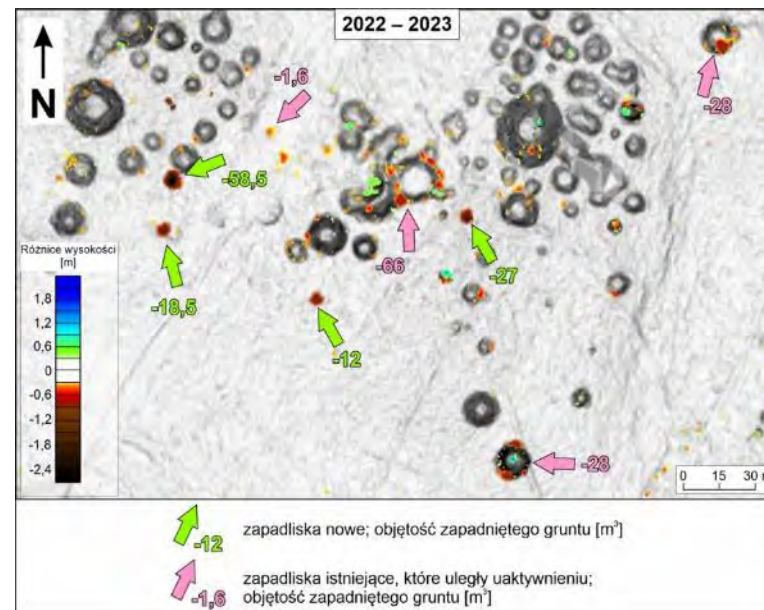 2022 – 2023
N
-1,6
-28
-58,5
-66
-27
-18,5
-12
-28
Różnice wysokości
[m]
1,8
1,2
0,6
0
-0,6
-1,2
-1,8
-2,4
0 15 30 m
-12
zapadliska nowe; objętość zapadniętego gruntu [m³]
-1,6
zapadliska istniejące, które uległy uaktywnieniu;
objętość zapadniętego gruntu [m³]